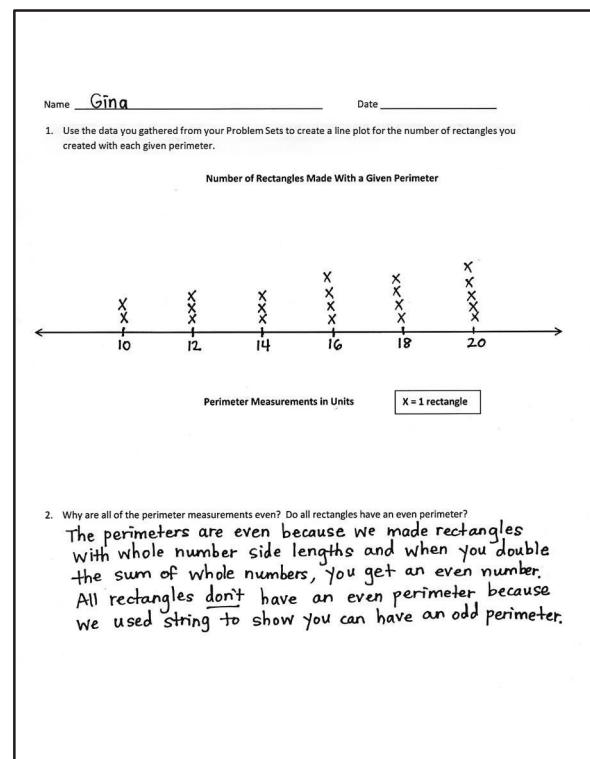 Name Gina Date
1. Use the data you gathered from your Problem Sets to create a line plot for the number of rectangles you
created with each given perimeter.
Number of Rectangles Made With a Given Perimeter
X X X X X X X X X X X X X X X X X X X X X
10 12 14 16 18 20
Perimeter Measurements in Units X = 1 rectangle
2. Why are all of the perimeter measurements even? Do all rectangles have an even perimeter?
The perimeters are even because we made rectangles
with whole number side lengths and when you double
the sum of whole numbers, you get an even number.
All rectangles don't have an even perimeter because
we used string to show you can have an odd perimeter.